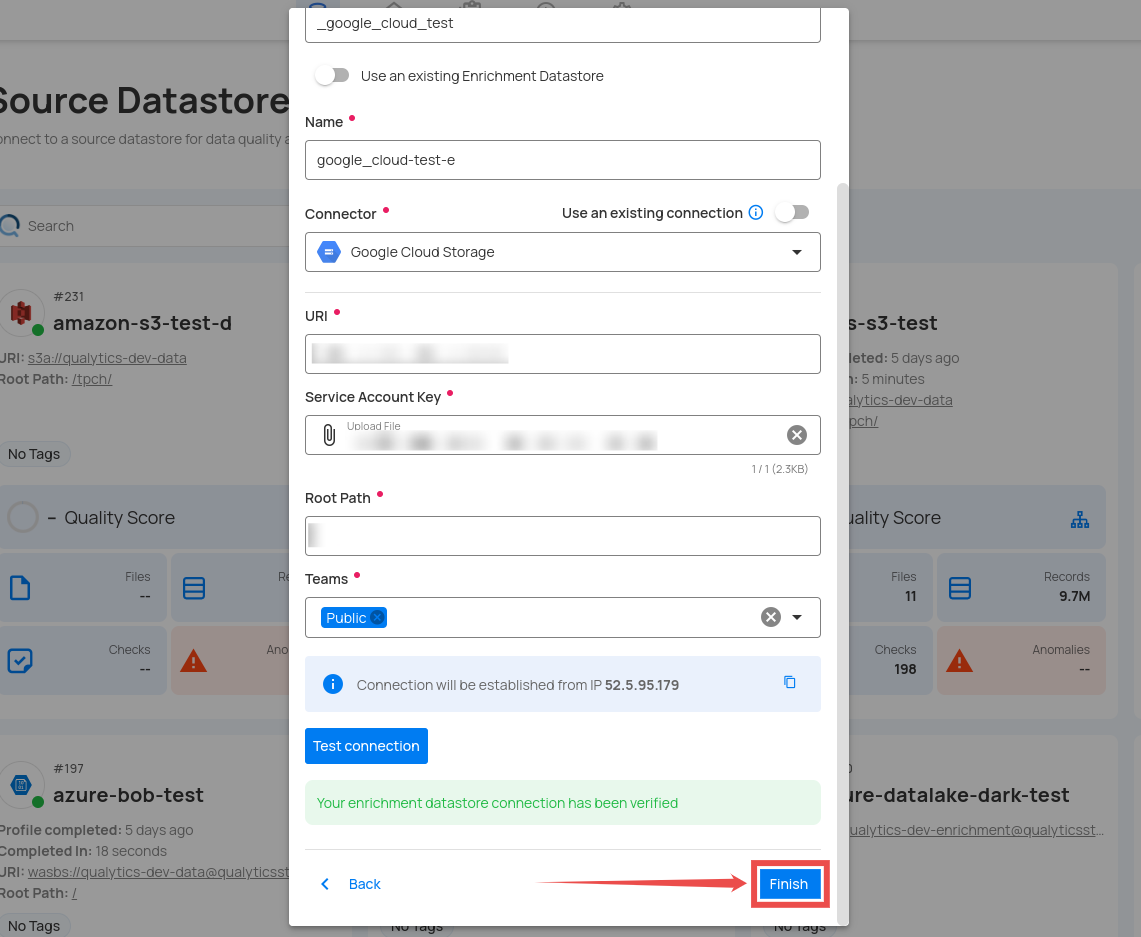 _google_cloud_test
Use an existing Enrichment Datastore
Name
google_cloud-test-e
Connector
Use an existing connection
Google Cloud Storage
URI
Service Account Key
Upload File
1 / 1 (2.3KB)
Root Path
Teams
Public
Connection will be established from IP 52.5.95.179
Test connection
Your enrichment datastore connection has been verified
Back
Finish
Source Datastore
onnect to a source datastore for data quality a
Search
#231
amazon-s3-test-d
URI: s3a://qualytics-dev-data
Root Path: /tpch/
No Tags
– Quality Score
Files
--
Re
Checks
--
Ano
s-s3-test
leted: 5 days ago
n: 5 minutes
alytics-dev-data
pch/
uality Score
Files
11
Records
9.7M
Checks
198
Anomalies
--
#197
azure-bob-test
Profile completed: 5 days ago
Completed In: 18 seconds
URI: wasbs://qualytics-dev-data@qualyticsst
Root Path: /
No Tags
No Tags
ure-datalake-dark-test
ualytics-dev-enrichment@qualyticsst...
No Tags